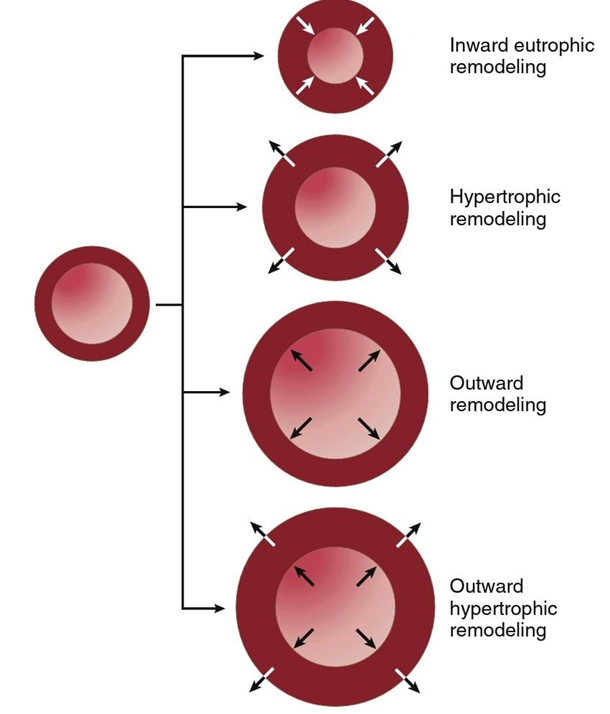 Inward eutrophic
remodeling
Hypertrophic
remodeling
Outward
remodeling
Outward
hypertrophic
remodeling